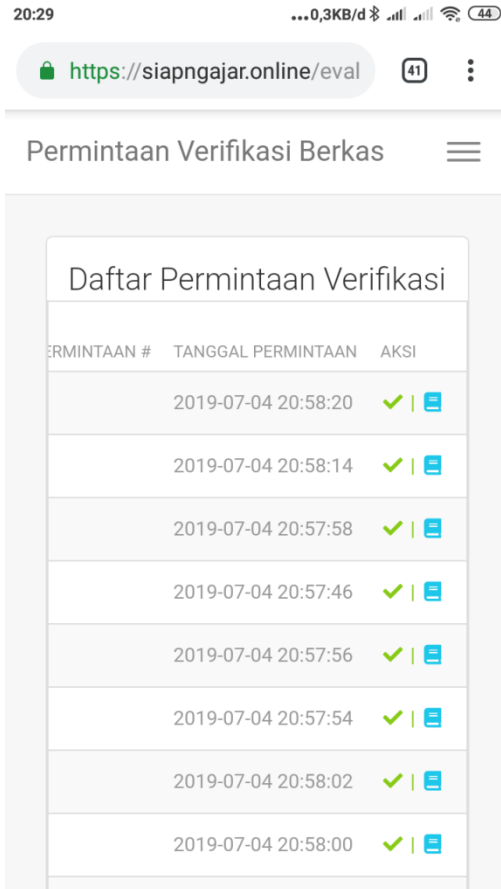 20:29 ...0,3KB/d 44
https://siapngajar.online/eval 41
Permintaan Verifikasi Berkas
Daftar Permintaan Verifikasi
ERMINTAAN # TANGGAL PERMINTAAN AKSI
2019-07-04 20:58:20 |
2019-07-04 20:58:14 |
2019-07-04 20:57:58 |
2019-07-04 20:57:46 |
2019-07-04 20:57:56 |
2019-07-04 20:57:54 |
2019-07-04 20:58:02 |
2019-07-04 20:58:00 |